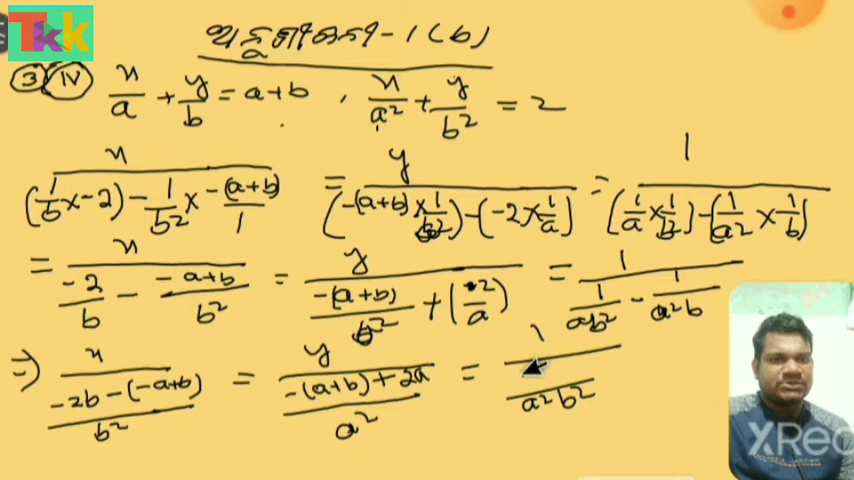 Tkk
ଅନୁଶୀଳନୀ - 1(b)
③ (IV) x/a + y/b = a+b , x/a² + y/b² = 2
x/((1/b × -2) - 1/b² × -(a+b)/1) = y/((-(a+b) × 1/b²) - (-2 × 1/a)) = 1/((1/a × 1/b²) - (1/a² × 1/b))
= x/(-2/b - -a+b/b²) = y/(-(a+b)/b² + (2/a)) = 1/(1/ab² - 1/a²b)
⇒ x/((-2b - (-a+b))/b²) = y/((-(a+b) + 2a)/a²) = 1/(/a²b²)
XRec